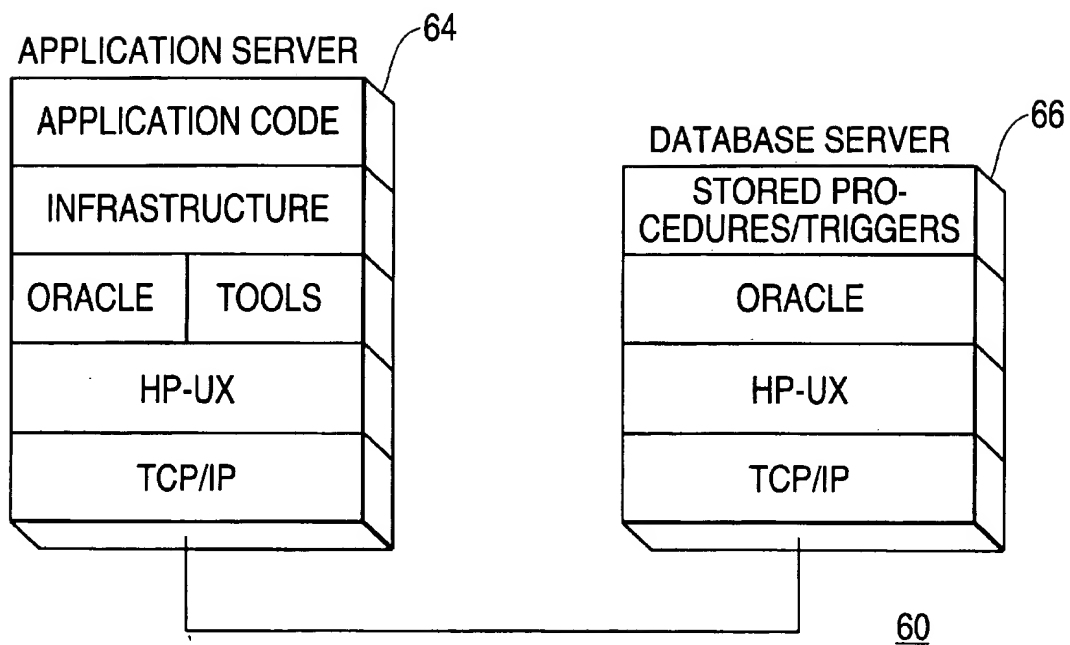 APPLICATION SERVER
64
APPLICATION CODE
INFRASTRUCTURE
ORACLE
TOOLS
HP-UX
TCP/IP
DATABASE SERVER
66
STORED PRO-
CEDURES/TRIGGERS
ORACLE
HP-UX
TCP/IP
60